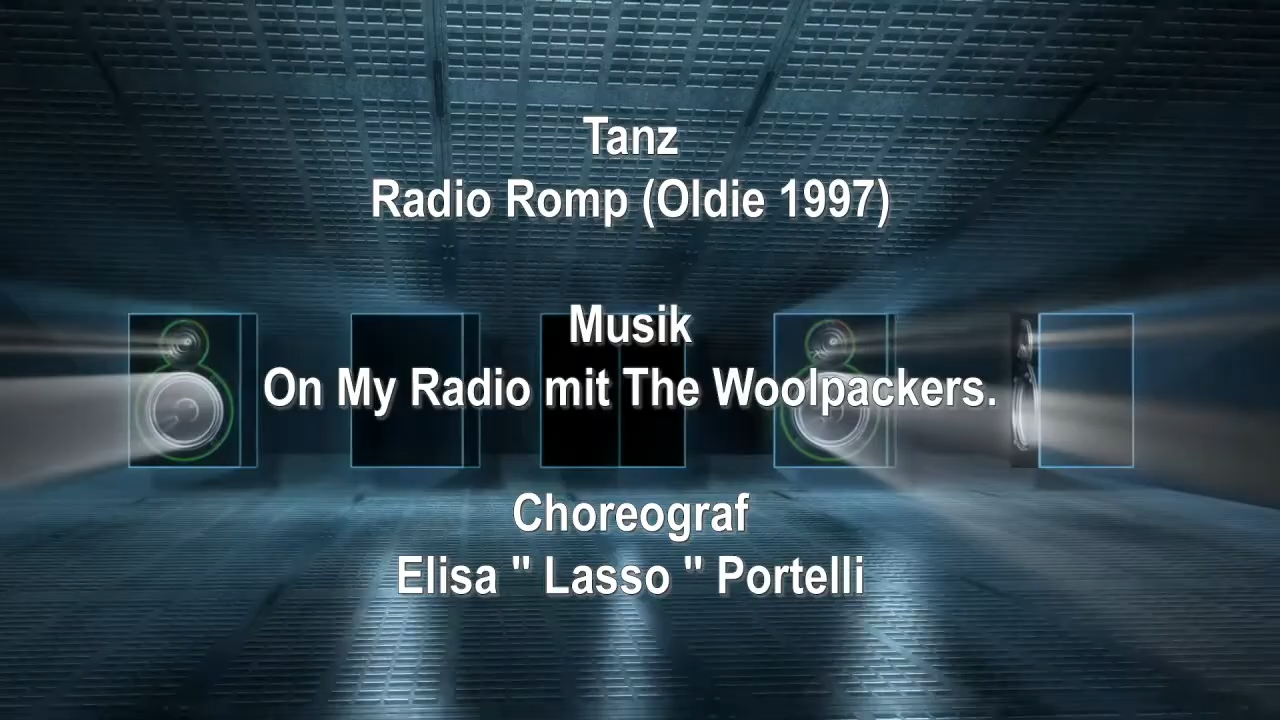 Tanz
Radio Romp (Oldie 1997)
Musik
On My Radio mit The Woolpackers.
Choreograf
Elisa " Lasso " Portelli